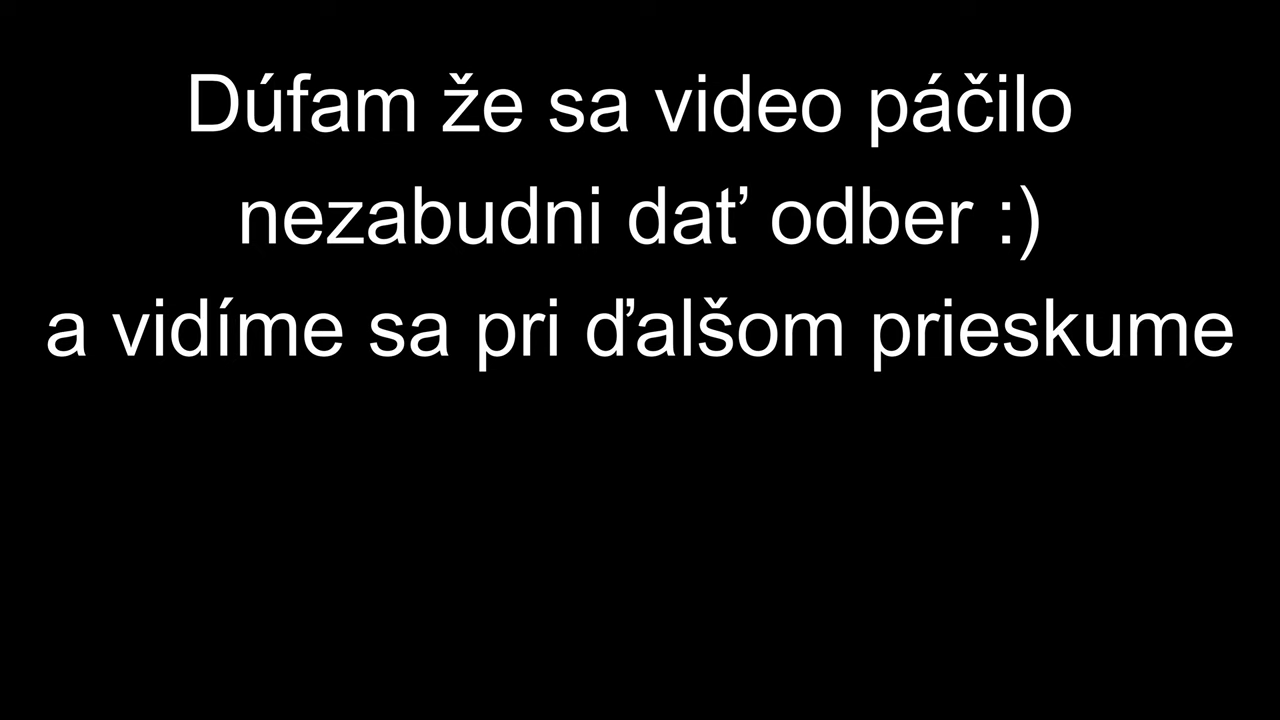 Dúfam že sa video páčilo
nezabudni dať odber :)
a vidíme sa pri ďalšom prieskume